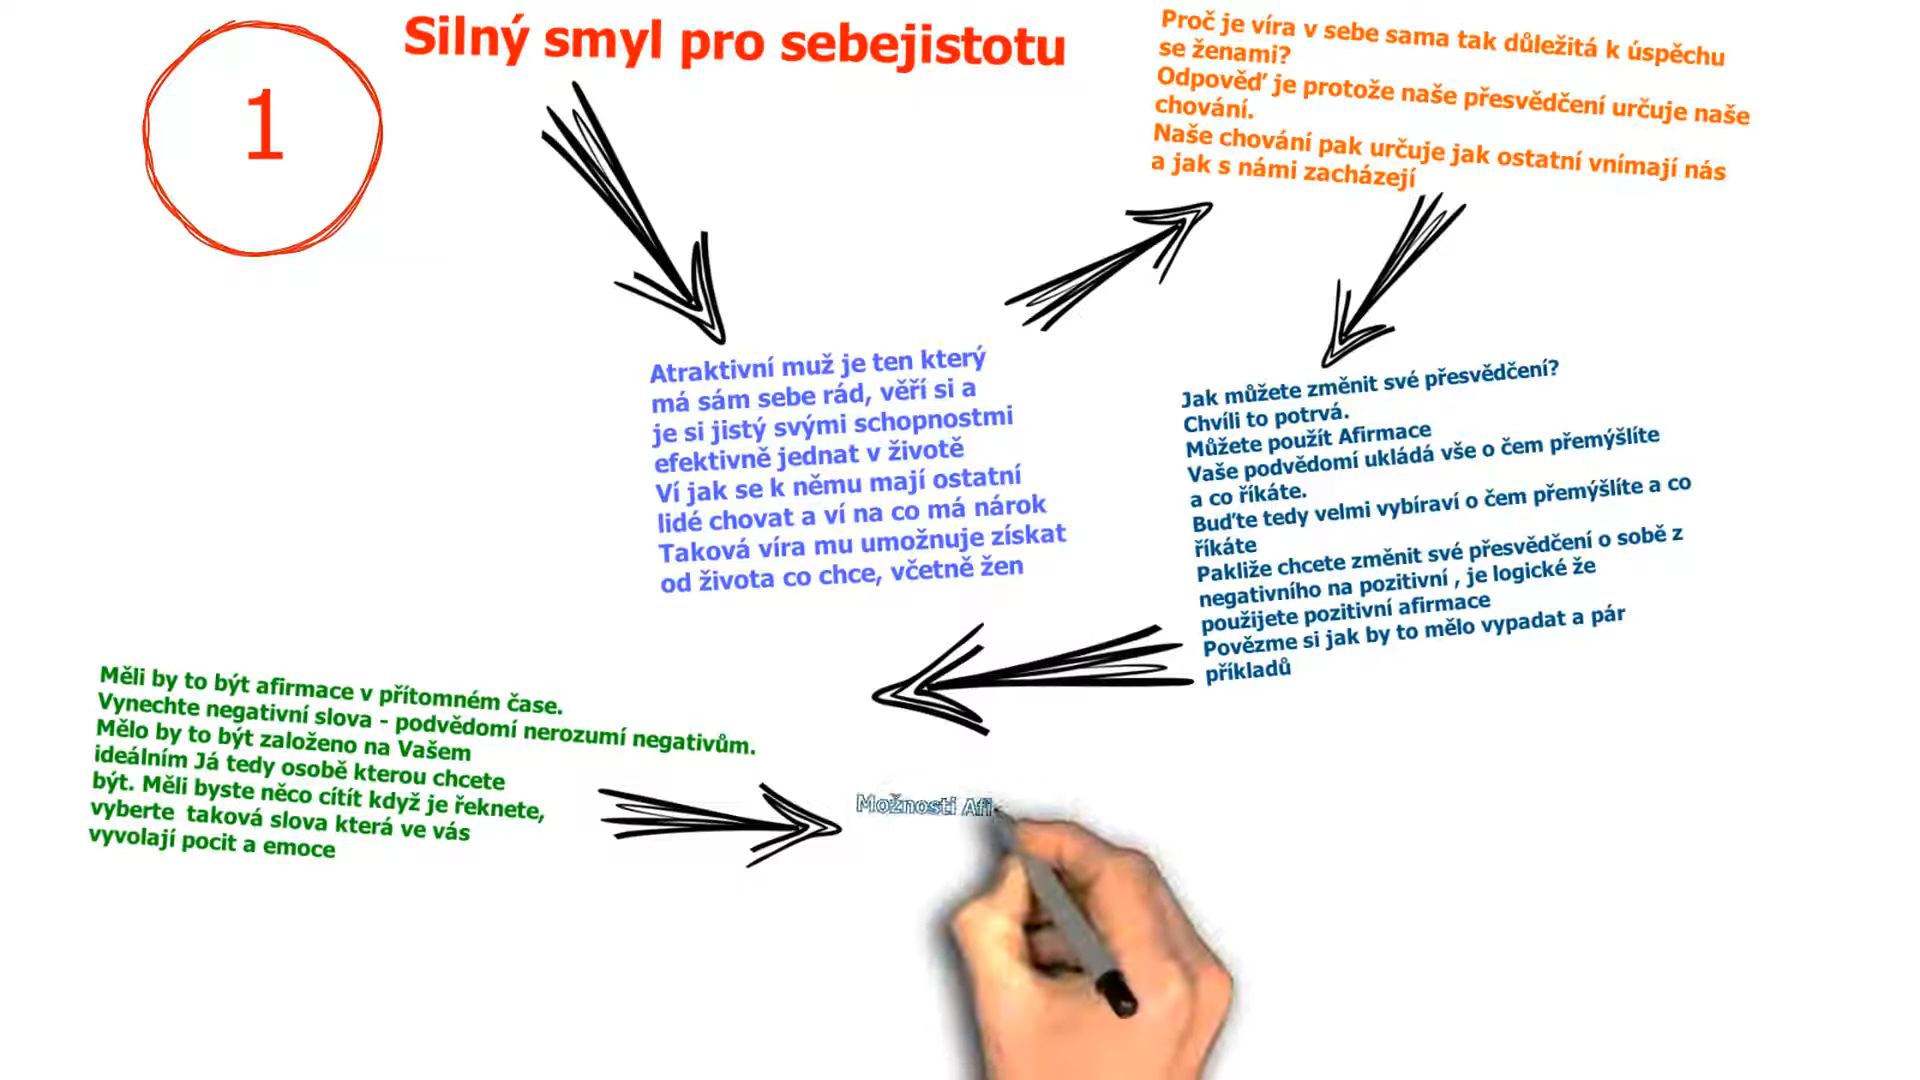 1
Silný smyl pro sebejistotu
Atraktivní muž je ten který
má sám sebe rád, věří si a
je si jistý svými schopnostmi
efektivně jednat v životě
Ví jak se k němu mají ostatní
lidé chovat a ví na co má nárok
Taková víra mu umožnuje získat
od života co chce, včetně žen
Proč je víra v sebe sama tak důležitá k úspěchu
se ženami?
Odpověď je protože naše přesvědčení určuje naše
chování.
Naše chování pak určuje jak ostatní vnímají nás
a jak s námi zacházejí
Jak můžete změnit své přesvědčení?
Chvíli to potrvá.
Můžete použít Afirmace
Vaše podvědomí ukládá vše o čem přemýšlíte
a co říkáte.
Buďte tedy velmi vybíraví o čem přemýšlíte a co
říkáte
Pakliže chcete změnit své přesvědčení o sobě z
negativního na pozitivní , je logické že
použijete pozitivní afirmace
Povězme si jak by to mělo vypadat a pár
příkladů
Měli by to být afirmace v přítomném čase.
Vynechte negativní slova - podvědomí nerozumí negativům.
Mělo by to být založeno na Vašem
ideálním Já tedy osobě kterou chcete
být. Měli byste něco cítít když je řeknete,
vyberte  taková slova která ve vás
vyvolají pocit a emoce
Možnosti Afi